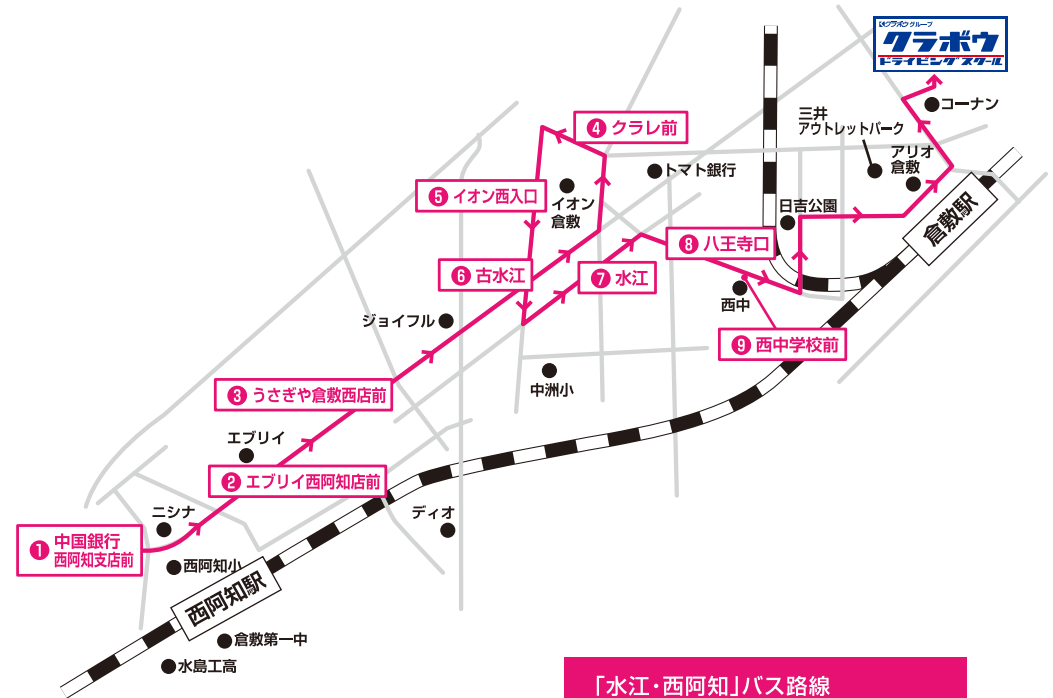 クラボウグループ
クラボウ
ドライビングスクール
コーナン
三井
アウトレットパーク
アリオ
倉敷
倉敷駅
日吉公園
④ クラレ前
トマト銀行
⑤ イオン西入口
イオン
倉敷
⑧ 八王寺口
⑥ 古水江
⑦ 水江
西中
ジョイフル
⑨ 西中学校前
中洲小
③ うさぎや倉敷西店前
エブリイ
② エブリイ西阿知店前
ニシナ
ディオ
① 中国銀行
西阿知支店前
西阿知小
西阿知駅
倉敷第一中
水島工高
「水江・西阿知」バス路線